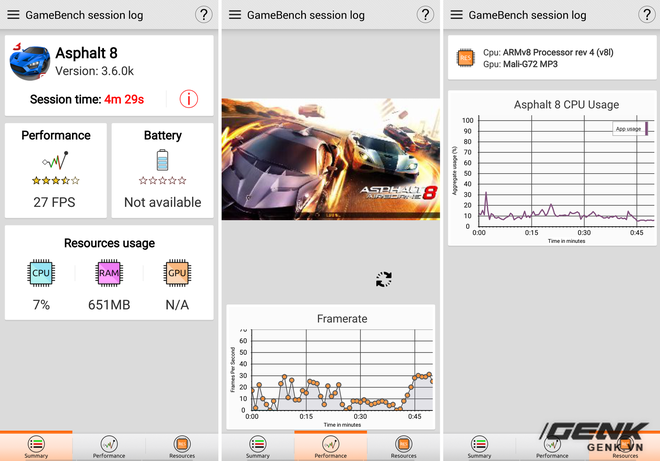 GameBench session log
?
Asphalt 8
Version: 3.6.0k
Session time: 4m 29s
i
Performance
27 FPS
Battery
Not available
Resources usage
CPU
RAM
GPU
7%
651MB
N/A
Summary
Performance
Resources
GameBench session log
?
ASPHALT 8
AIRBORNE
Framerate
Frames Per Second
70
60
50
40
30
20
10
0
0:00
0:15
0:30
0:45
Time in minutes
Summary
Performance
Resources
GameBench session log
?
Cpu: ARMv8 Processor rev 4 (v8l)
Gpu: Mali-G72 MP3
Asphalt 8 CPU Usage
App usage
Aggregate usage (%)
100
90
80
70
60
50
40
30
20
10
0
0:00
0:15
0:30
0:45
Time in minutes
Summary
Performance
Resources
GENK
GENK.VN